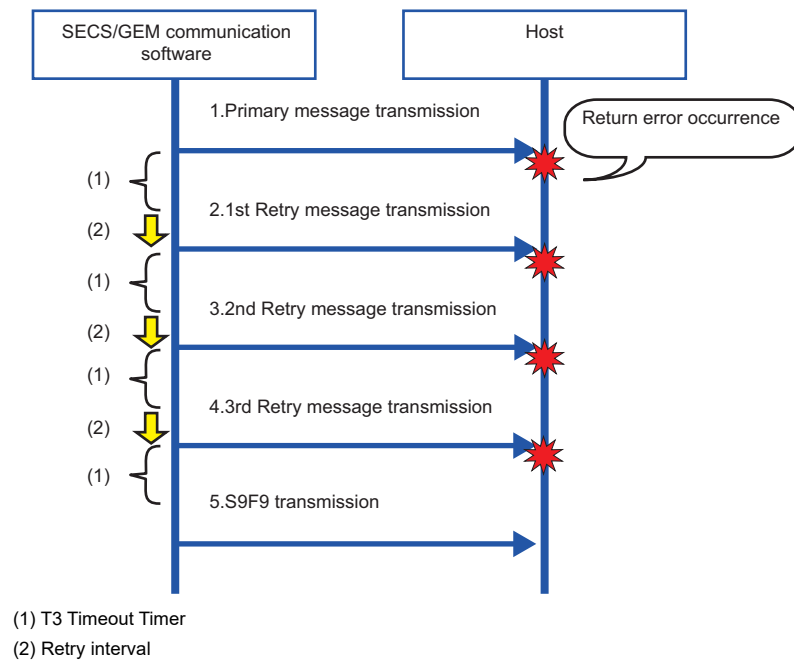 SECS/GEM communication
software
Host
1.Primary message transmission
Return error occurrence
(1)
2.1st Retry message transmission
(2)
(1)
3.2nd Retry message transmission
(2)
(1)
4.3rd Retry message transmission
(2)
(1)
5.S9F9 transmission
(1) T3 Timeout Timer
(2) Retry interval